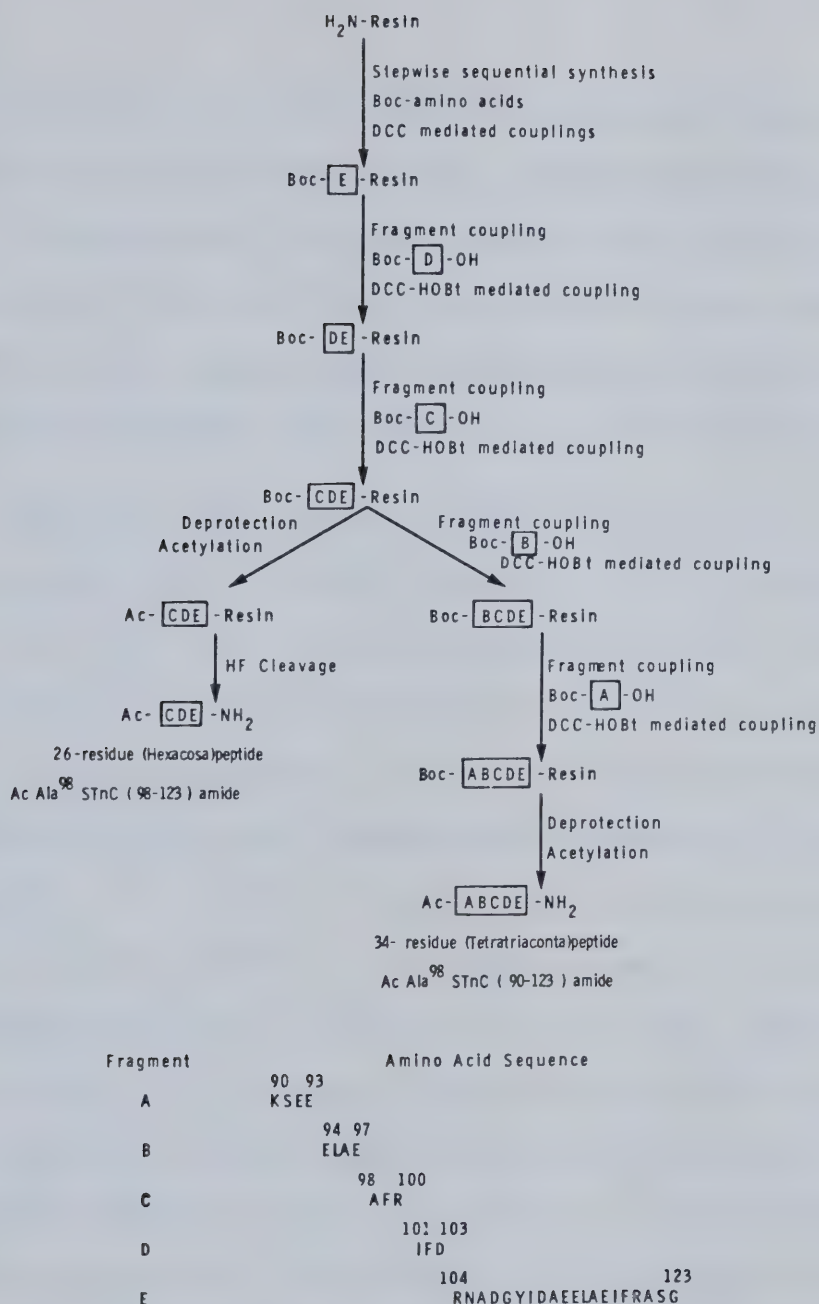 H2N-Resin
Stepwise sequential synthesis
Boc-amino acids
DCC mediated couplings
Boc-E-Resin
Fragment coupling
Boc-D-OH
DCC-HOBt mediated coupling
Boc-DE-Resin
Fragment coupling
Boc-C-OH
DCC-HOBt mediated coupling
Boc-CDE-Resin
Deprotection
Acetylation
Fragment coupling
Boc-B-OH
DCC-HOBt mediated coupling
Ac-CDE-Resin
Boc-BCDE-Resin
HF Cleavage
Fragment coupling
Boc-A-OH
DCC-HOBt mediated coupling
Ac-CDE-NH2
26-residue (Hexacosa)peptide
Ac Ala98 STnC (98-123) amide
Boc-ABCDE-Resin
Deprotection
Acetylation
Ac-ABCDE-NH2
34- residue (Tetratriaconta)peptide
Ac Ala98 STnC (90-123) amide
Fragment Amino Acid Sequence
90 93
A KSEE
94 97
B ELAE
98 100
C AFR
101 103
D IFD
104 123
E RNADGYIDAEELAEIFRASG